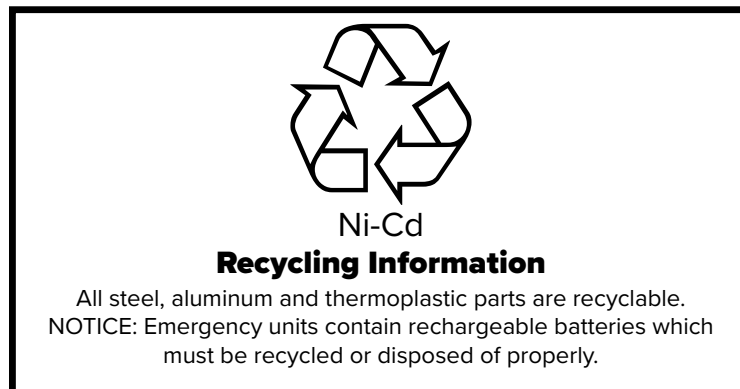 Ni-Cd
Recycling Information
All steel, aluminum and thermoplastic parts are recyclable.
NOTICE: Emergency units contain rechargeable batteries which
must be recycled or disposed of properly.